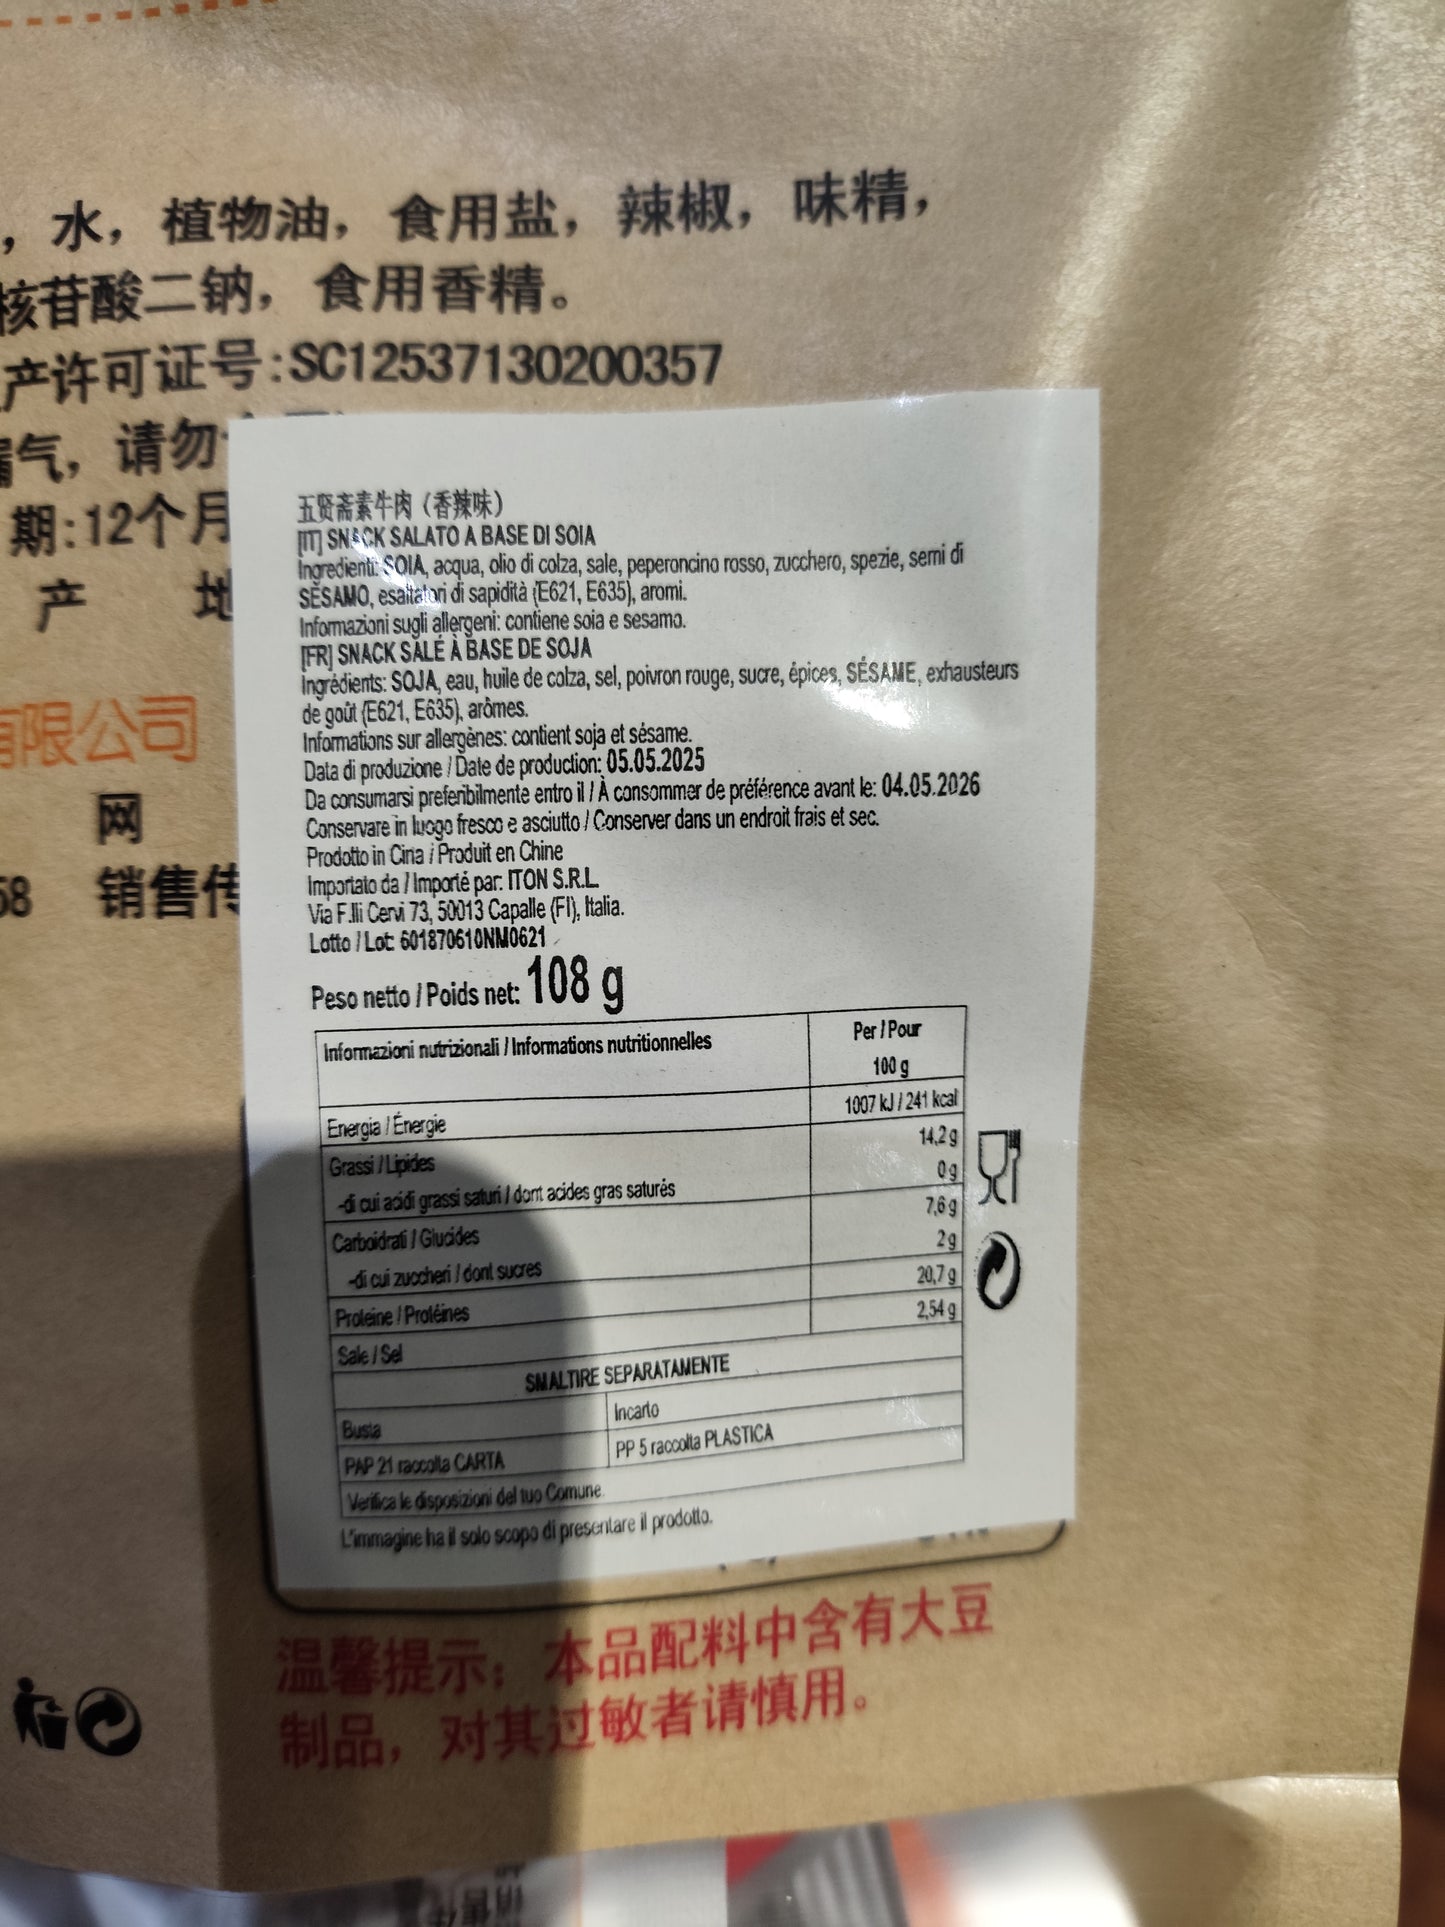 ，水，植物油，食用盐，辣椒，味精，
核苷酸二钠，食用香精。
产许可证号:SC12537130200357
漏气，请勿
期:12个月
产 地
有限公司
网
58 销售传
五贤斋素牛肉（香辣味）
[IT] SNACK SALATO A BASE DI SOIA
Ingredienti: SOIA, acqua, olio di colza, sale, peperoncino rosso, zucchero, spezie, semi di
SESAMO, esaltatori di sapidità (E621, E635), aromi.
Informazioni sugli allergeni: contiene soia e sesamo.
[FR] SNACK SALÉ À BASE DE SOJA
Ingrédients: SOJA, eau, huile de colza, sel, poivron rouge, sucre, épices, SÉSAME, exhausteurs
de goût (E621, E635), arômes.
Informations sur allergènes: contient soja et sésame.
Data di produzione / Date de production: 05.05.2025
Da consumarsi preferibilmente entro il / À consommer de préférence avant le: 04.05.2026
Conservare in luogo fresco e asciutto / Conserver dans un endroit frais et sec.
Prodotto in Cina / Produit en Chine
Importato da / Importé par: ITON S.R.L.
Via F.lli Cervi 73, 50013 Capalle (FI), Italia.
Lotto / Lot: 601870610NM0621
Peso netto / Poids net: 108 g
Informazioni nutrizionali / Informations nutritionnelles Per / Pour
100 g
Energia / Énergie 1007 kJ / 241 kcal
Grassi / Lipides 14,2 g
-di cui acidi grassi saturi / dont acides gras saturés 0 g
Carboidrati / Glucides 7,6 g
-di cui zuccheri / dont sucres 2 g
Proteine / Protéines 20,7 g
Sale / Sel 2,54 g
SMALTIRE SEPARATAMENTE
Busta Incarto
PAP 21 raccolta CARTA PP 5 raccolta PLASTICA
Verifica le disposizioni del tuo Comune.
L'immagine ha il solo scopo di presentare il prodotto.
温馨提示：本品配料中含有大豆
制品，对其过敏者请慎用。